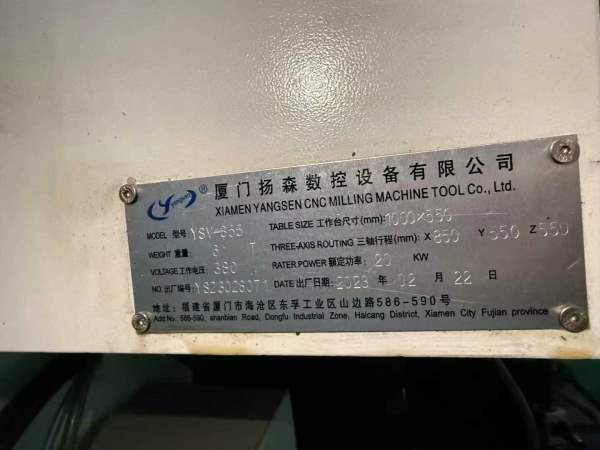 Yangsen ® 厦门扬森数控设备有限公司
XIAMEN YANGSEN CNC MILLING MACHINE TOOL Co., Ltd.
MODEL 型号: TABLE SIZE 工作台尺寸(mm): 1000×550
WEIGHT 重量: T THREE-AXIS ROUTING 三轴行程(mm): X 850 Y 550 Z 550
VOLTAGE 工作电压: 380 RATER POWER 额定功率: 20 KW
NO. 出厂编号: DATE 出厂日期: 2023 年 02 月 22 日
地址: 福建省厦门市海沧区东孚工业区山边路586-590号
Add:No. 586-590, shanbian Road, Dongfu Industrial Zone, Haicang District, Xiamen City Fujian province